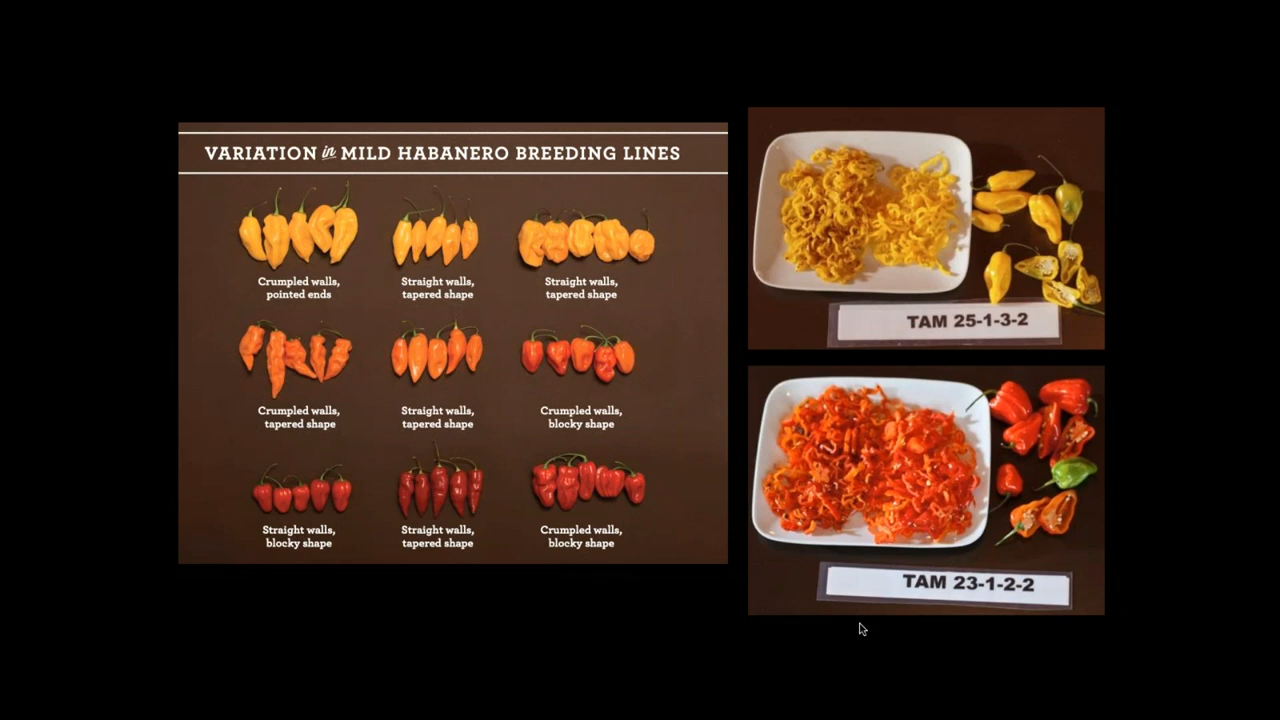 VARIATION in MILD HABANERO BREEDING LINES
Crumpled walls,
pointed ends
Straight walls,
tapered shape
Straight walls,
tapered shape
Crumpled walls,
tapered shape
Straight walls,
tapered shape
Crumpled walls,
blocky shape
Straight walls,
blocky shape
Straight walls,
tapered shape
Crumpled walls,
blocky shape
TAM 25-1-3-2
TAM 23-1-2-2